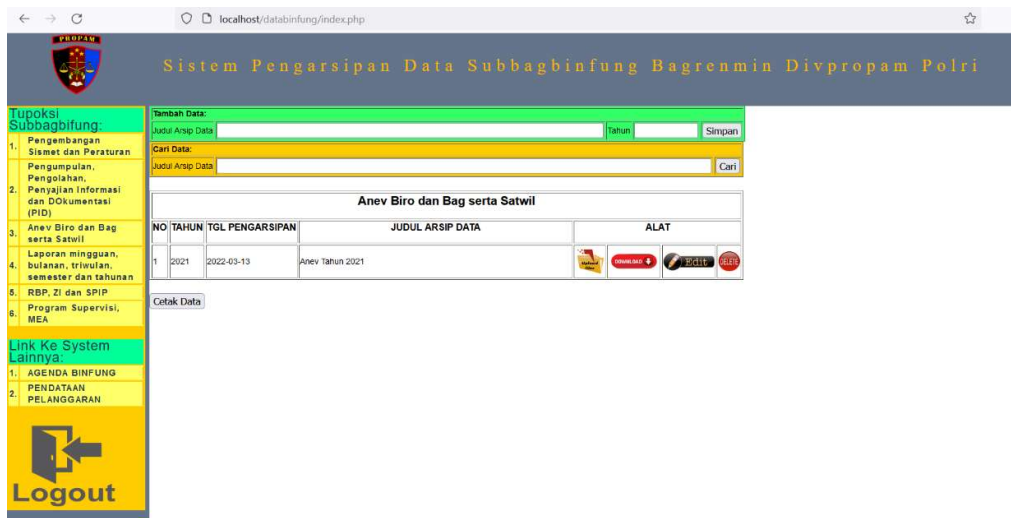 localhost/databinfung/index.php
PROPAM
Sistem Pengarsipan Data Subbagbinfung Bagrenmin Divpropam Polri
Tupoksi
Subbagbifung:
1. Pengembangan
Sismet dan Peraturan
2. Pengumpulan,
Pengolahan,
Penyajian Informasi
dan DOkumentasi
(PID)
3. Anev Biro dan Bag
serta Satwil
4. Laporan mingguan,
bulanan, triwulan,
semester dan tahunan
5. RBP, ZI dan SPIP
6. Program Supervisi,
MEA
Link Ke System
Lainnya:
1. AGENDA BINFUNG
2. PENDATAAN
PELANGGARAN
Logout
Tambah Data:
Judul Arsip Data Tahun Simpan
Cari Data:
Judul Arsip Data Cari
Anev Biro dan Bag serta Satwil
NO TAHUN TGL PENGARSIPAN JUDUL ARSIP DATA ALAT
1 2021 2022-03-13 Anev Tahun 2021 DOWNLOAD Edit DELETE
Cetak Data